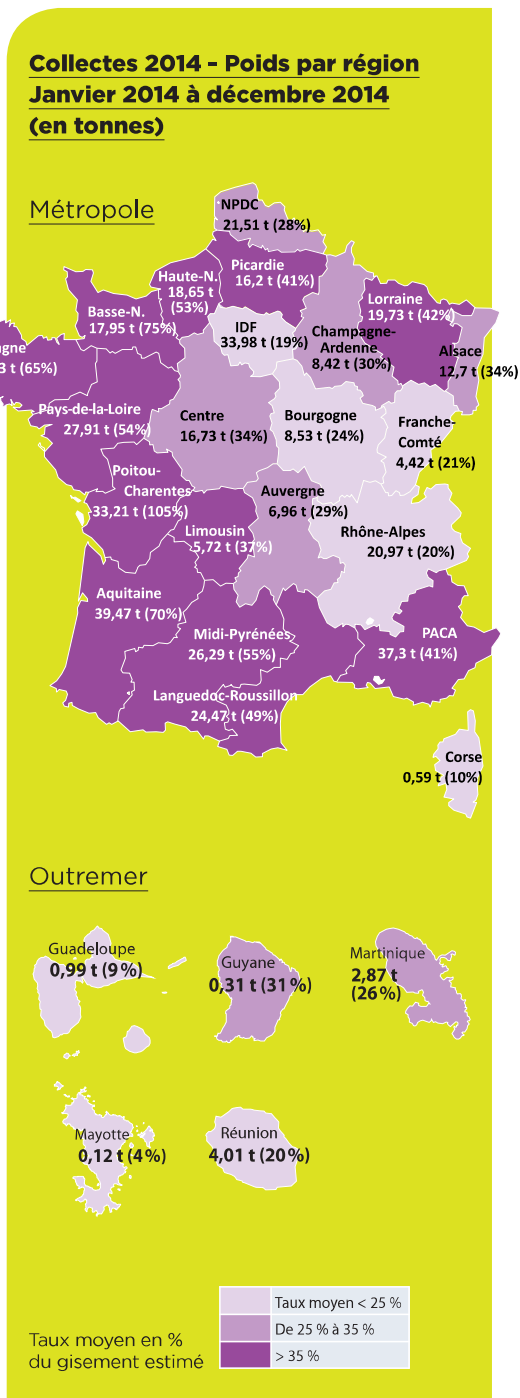 Collectes 2014 - Poids par région
Janvier 2014 à décembre 2014
(en tonnes)
Métropole
NPDC
21,51 t (28%)
Picardie
16,2 t (41%)
Haute-N.
18,65 t
(53%)
Lorraine
19,73 t (42%)
Basse-N.
17,95 t (75%)
IDF
33,98 t (19%)
Champagne-
Ardenne
8,42 t (30%)
Alsace
12,7 t (34%)
agne
3 t (65%)
Pays-de-la-Loire
27,91 t (54%)
Centre
16,73 t (34%)
Bourgogne
8,53 t (24%)
Franche-
Comté
4,42 t (21%)
Poitou-
Charentes
33,21 t (105%)
Auvergne
6,96 t (29%)
Limousin
5,72 t (37%)
Rhône-Alpes
20,97 t (20%)
Aquitaine
39,47 t (70%)
Midi-Pyrénées
26,29 t (55%)
PACA
37,3 t (41%)
Languedoc-Roussillon
24,47 t (49%)
Corse
0,59 t (10%)
Outremer
Guadeloupe
0,99 t (9 %)
Guyane
0,31 t (31 %)
Martinique
2,87 t
(26 %)
Mayotte
0,12 t (4 %)
Réunion
4,01 t (20 %)
Taux moyen en %
du gisement estimé
Taux moyen < 25 %
De 25 % à 35 %
> 35 %